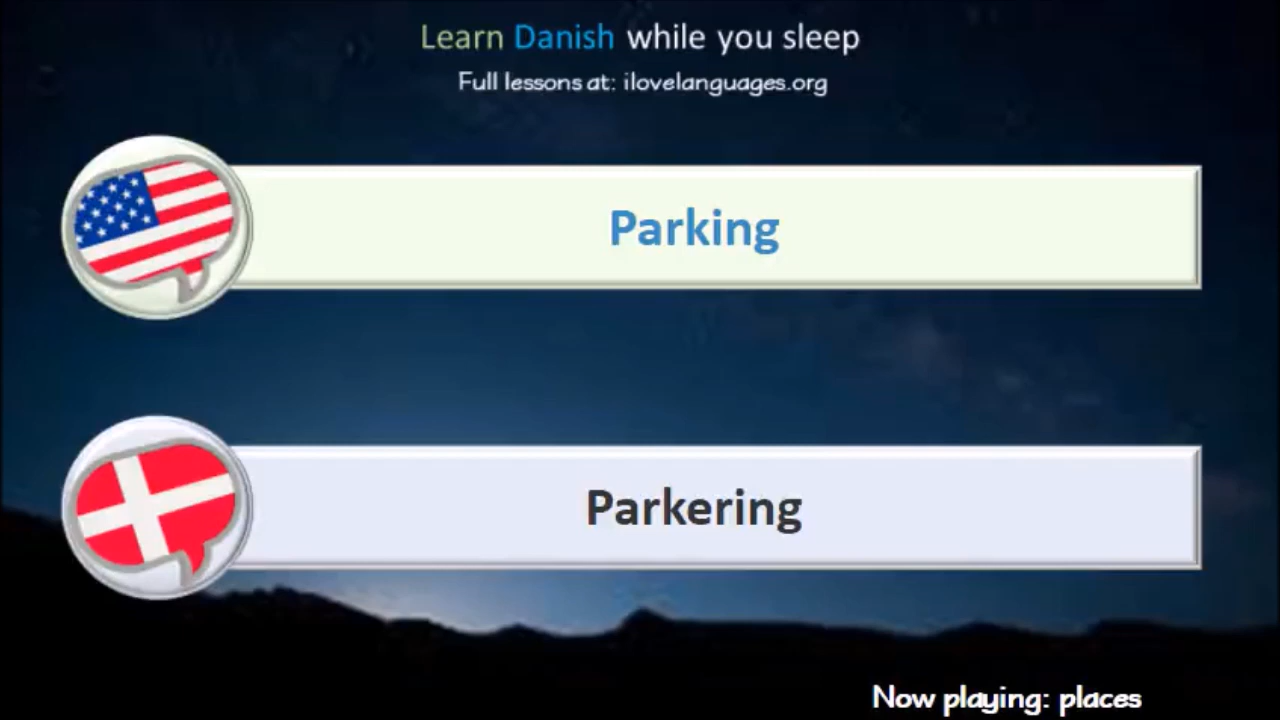 Learn Danish while you sleep
Full lessons at: ilovelanguages.org
Parking
Parkering
Now playing: places